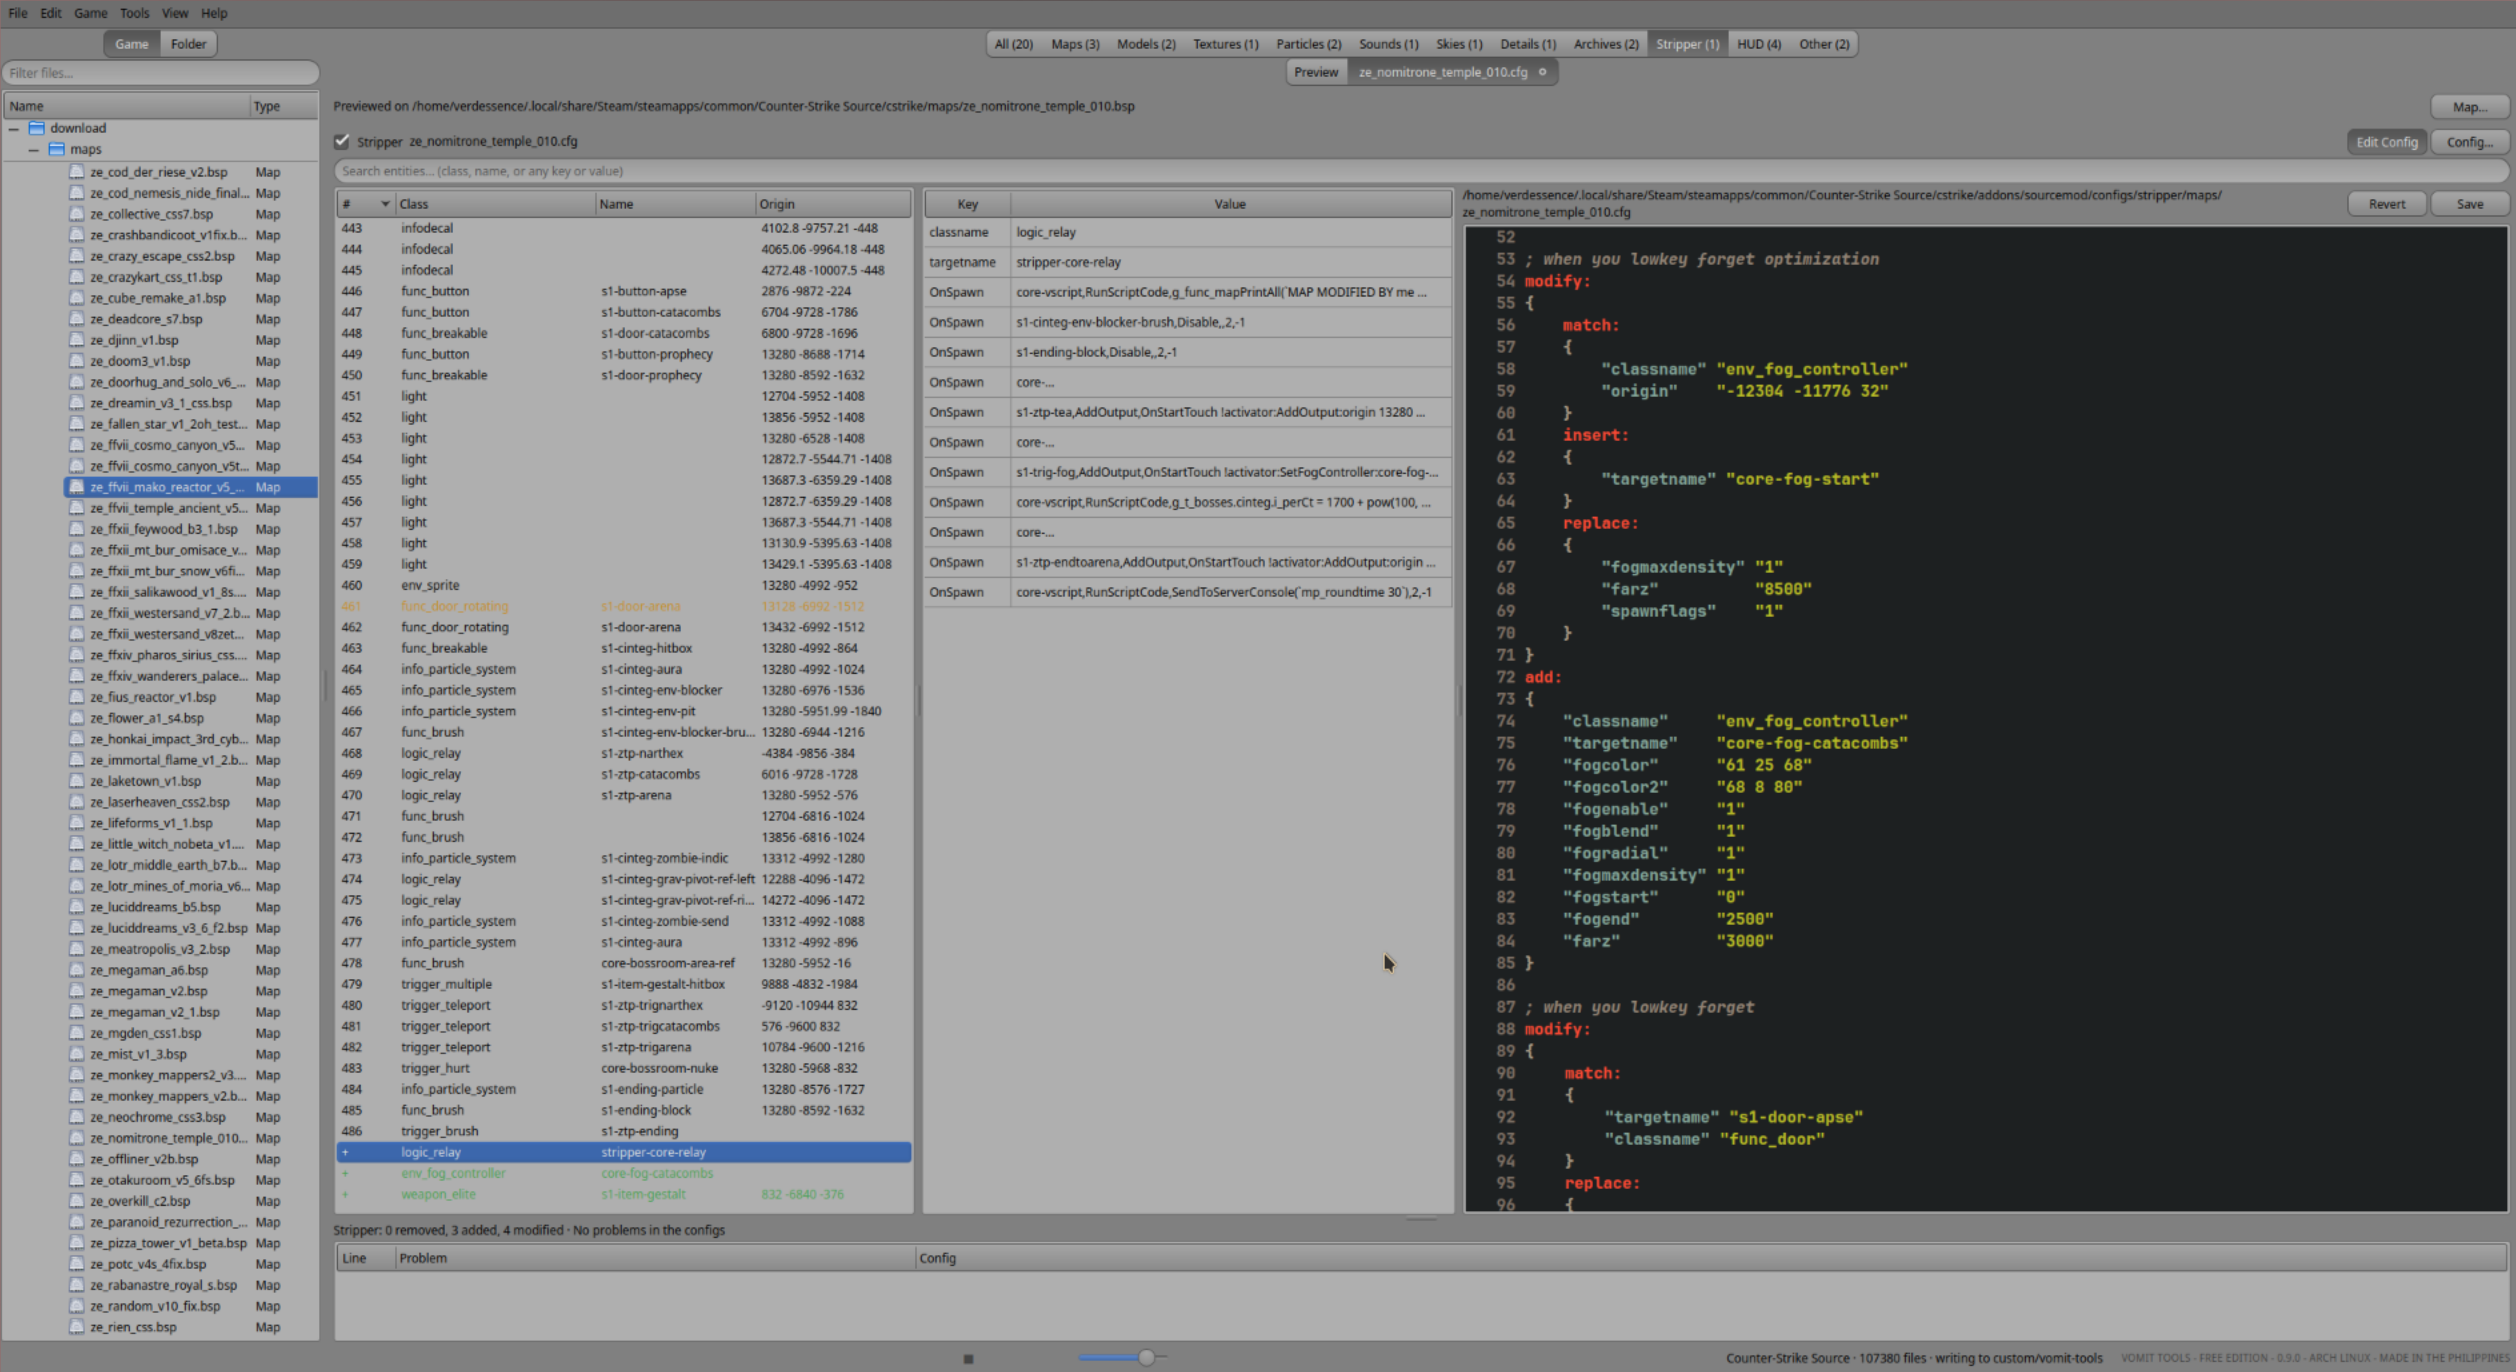 File Edit Game Tools View Help
Game Folder
All (20) Maps (3) Models (2) Textures (1) Particles (2) Sounds (1) Skies (1) Details (1) Archives (2) Stripper (1) HUD (4) Other (2)
Preview ze_nomitrone_temple_010.cfg
Filter files...
Name Type
download
maps
ze_cod_der_riese_v2.bsp Map
ze_cod_nemesis_nide_final... Map
ze_collective_css7.bsp Map
ze_crashbandicoot_v1fix.b... Map
ze_crazy_escape_css2.bsp Map
ze_crazykart_css_t1.bsp Map
ze_cube_remake_a1.bsp Map
ze_deadcore_s7.bsp Map
ze_djinn_v1.bsp Map
ze_doom3_v1.bsp Map
ze_doorhug_and_solo_v6_... Map
ze_dreamin_v3_1_css.bsp Map
ze_fallen_star_v1_2oh_test... Map
ze_ffvii_cosmo_canyon_v5... Map
ze_ffvii_cosmo_canyon_v5t... Map
ze_ffvii_mako_reactor_v5_... Map
ze_ffvii_temple_ancient_v5... Map
ze_ffxii_feywood_b3_1.bsp Map
ze_ffxii_mt_bur_omisace_v... Map
ze_ffxii_mt_bur_snow_v6fi... Map
ze_ffxii_salikawood_v1_8s.... Map
ze_ffxii_westersand_v7_2.b... Map
ze_ffxii_westersand_v8zet... Map
ze_ffxiv_pharos_sirius_css.... Map
ze_ffxiv_wanderers_palace... Map
ze_fius_reactor_v1.bsp Map
ze_flower_a1_s4.bsp Map
ze_honkai_impact_3rd_cyb... Map
ze_immortal_flame_v1_2.b... Map
ze_laketown_v1.bsp Map
ze_laserheaven_css2.bsp Map
ze_lifeforms_v1_1.bsp Map
ze_little_witch_nobeta_v1.... Map
ze_lotr_middle_earth_b7.b... Map
ze_lotr_mines_of_moria_v6... Map
ze_luciddreams_b5.bsp Map
ze_luciddreams_v3_6_f2.bsp Map
ze_meatropolis_v3_2.bsp Map
ze_megaman_a6.bsp Map
ze_megaman_v2.bsp Map
ze_megaman_v2_1.bsp Map
ze_mgden_css1.bsp Map
ze_mist_v1_3.bsp Map
ze_monkey_mappers2_v3.... Map
ze_monkey_mappers_v2.b... Map
ze_neochrome_css3.bsp Map
ze_nomitrone_temple_010... Map
ze_offliner_v2b.bsp Map
ze_otakuroom_v5_6fs.bsp Map
ze_overkill_c2.bsp Map
ze_paranoid_rezurrection_... Map
ze_pizza_tower_v1_beta.bsp Map
ze_potc_v4s_4fix.bsp Map
ze_rabanastre_royal_s.bsp Map
ze_random_v10_fix.bsp Map
ze_rien_css.bsp Map
Previewed on /home/verdessence/.local/share/Steam/steamapps/common/Counter-Strike Source/cstrike/maps/ze_nomitrone_temple_010.bsp
Map...
Stripper ze_nomitrone_temple_010.cfg
Edit Config Config...
Search entities... (class, name, or any key or value)
# Class Name Origin
443 infodecal 4102.8 -9757.21 -448
444 infodecal 4065.06 -9964.18 -448
445 infodecal 4272.48 -10007.5 -448
446 func_button s1-button-apse 2876 -9872 -224
447 func_button s1-button-catacombs 6704 -9728 -1786
448 func_breakable s1-door-catacombs 6800 -9728 -1696
449 func_button s1-button-prophecy 13280 -8688 -1714
450 func_breakable s1-door-prophecy 13280 -8592 -1632
451 light 12704 -5952 -1408
452 light 13856 -5952 -1408
453 light 13280 -6528 -1408
454 light 12872.7 -5544.71 -1408
455 light 13687.3 -6359.29 -1408
456 light 12872.7 -6359.29 -1408
457 light 13687.3 -5544.71 -1408
458 light 13130.9 -5395.63 -1408
459 light 13429.1 -5395.63 -1408
460 env_sprite 13280 -4992 -952
461 func_door_rotating s1-door-arena 13128 -6992 -1512
462 func_door_rotating s1-door-arena 13432 -6992 -1512
463 func_breakable s1-cinteg-hitbox 13280 -4992 -864
464 info_particle_system s1-cinteg-aura 13280 -4992 -1024
465 info_particle_system s1-cinteg-env-blocker 13280 -6976 -1536
466 info_particle_system s1-cinteg-env-pit 13280 -5951.99 -1840
467 func_brush s1-cinteg-env-blocker-bru... 13280 -6944 -1216
468 logic_relay s1-ztp-narthex -4384 -9856 -384
469 logic_relay s1-ztp-catacombs 6016 -9728 -1728
470 logic_relay s1-ztp-arena 13280 -5952 -576
471 func_brush 12704 -6816 -1024
472 func_brush 13856 -6816 -1024
473 info_particle_system s1-cinteg-zombie-indic 13312 -4992 -1280
474 logic_relay s1-cinteg-grav-pivot-ref-left 12288 -4096 -1472
475 logic_relay s1-cinteg-grav-pivot-ref-ri... 14272 -4096 -1472
476 info_particle_system s1-cinteg-zombie-send 13312 -4992 -1088
477 info_particle_system s1-cinteg-aura 13312 -4992 -896
478 func_brush core-bossroom-area-ref 13280 -5952 -16
479 trigger_multiple s1-item-gestalt-hitbox 9888 -4832 -1984
480 trigger_teleport s1-ztp-trignarthex -9120 -10944 832
481 trigger_teleport s1-ztp-trigcatacombs 576 -9600 832
482 trigger_teleport s1-ztp-trigarena 10784 -9600 -1216
483 trigger_hurt core-bossroom-nuke 13280 -5968 -832
484 info_particle_system s1-ending-particle 13280 -8576 -1727
485 func_brush s1-ending-block 13280 -8592 -1632
486 trigger_brush s1-ztp-ending
+ logic_relay stripper-core-relay
+ env_fog_controller core-fog-catacombs
+ weapon_elite s1-item-gestalt 832 -6840 -376
Key Value
classname logic_relay
targetname stripper-core-relay
OnSpawn core-vscript,RunScriptCode,g_func_mapPrintAll(`MAP MODIFIED BY me ...
OnSpawn s1-cinteg-env-blocker-brush,Disable,,2,-1
OnSpawn s1-ending-block,Disable,,2,-1
OnSpawn core-...
OnSpawn s1-ztp-tea,AddOutput,OnStartTouch !activator:AddOutput:origin 13280 ...
OnSpawn core-...
OnSpawn s1-trig-fog,AddOutput,OnStartTouch !activator:SetFogController:core-fog-...
OnSpawn core-vscript,RunScriptCode,g_t_bosses.cinteg.i_perCt = 1700 + pow(100, ...
OnSpawn core-...
OnSpawn s1-ztp-endtoarena,AddOutput,OnStartTouch !activator:AddOutput:origin ...
OnSpawn core-vscript,RunScriptCode,SendToServerConsole(`mp_roundtime 30`),2,-1
/home/verdessence/.local/share/Steam/steamapps/common/Counter-Strike Source/cstrike/addons/sourcemod/configs/stripper/maps/
ze_nomitrone_temple_010.cfg
Revert Save
52
53 ; when you lowkey forget optimization
54 modify:
55 {
56 match:
57 {
58 "classname" "env_fog_controller"
59 "origin" "-12304 -11776 32"
60 }
61 insert:
62 {
63 "targetname" "core-fog-start"
64 }
65 replace:
66 {
67 "fogmaxdensity" "1"
68 "farz" "8500"
69 "spawnflags" "1"
70 }
71 }
72 add:
73 {
74 "classname" "env_fog_controller"
75 "targetname" "core-fog-catacombs"
76 "fogcolor" "61 25 68"
77 "fogcolor2" "68 8 80"
78 "fogenable" "1"
79 "fogblend" "1"
80 "fogradial" "1"
81 "fogmaxdensity" "1"
82 "fogstart" "0"
83 "fogend" "2500"
84 "farz" "3000"
85 }
86
87 ; when you lowkey forget
88 modify:
89 {
90 match:
91 {
92 "targetname" "s1-door-apse"
93 "classname" "func_door"
94 }
95 replace:
96 {
Stripper: 0 removed, 3 added, 4 modified · No problems in the configs
Line Problem Config
Counter-Strike Source · 107380 files · writing to custom/vomit-tools VOMIT TOOLS - FREE EDITION - 0.9.0 - ARCH LINUX - MADE IN THE PHILIPPINES